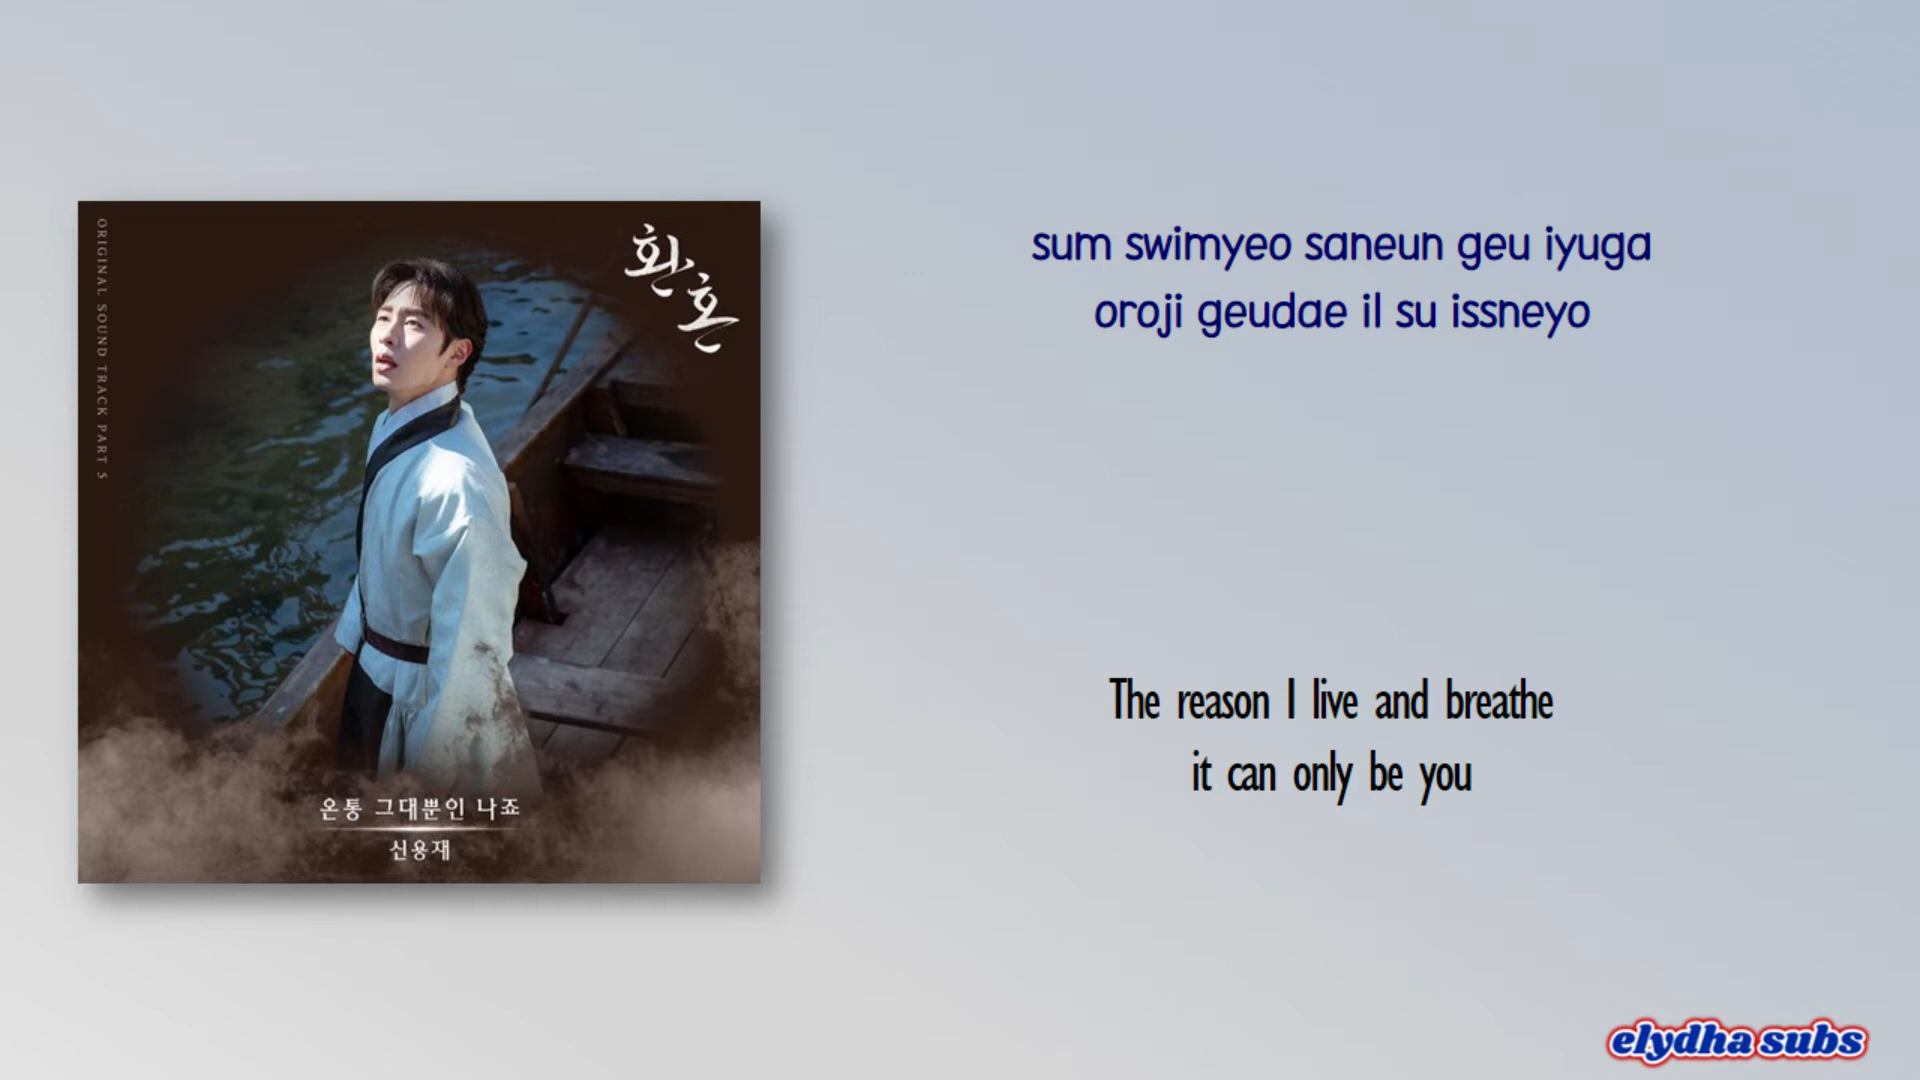 ORIGINAL SOUND TRACK PART 5
환혼
온통 그대뿐인 나죠
신용재
sum swimyeo saneun geu iyuga
oroji geudae il su issneyo
The reason I live and breathe
it can only be you
elydha subs